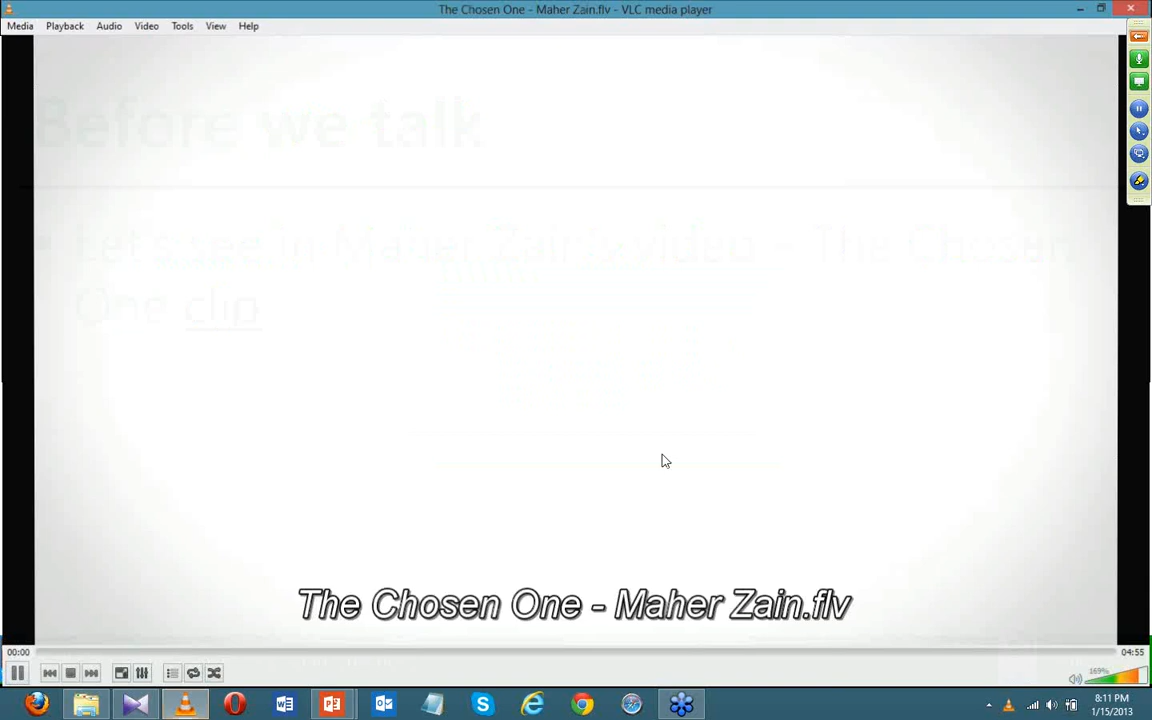 The Chosen One - Maher Zain.flv - VLC media player
Media Playback Audio Video Tools View Help
Before we talk
Let's see in Maher Zain's video - The Chosen
One clip
The Chosen One - Maher Zain.flv
00:00
04:55
169%
8:11 PM
1/15/2013